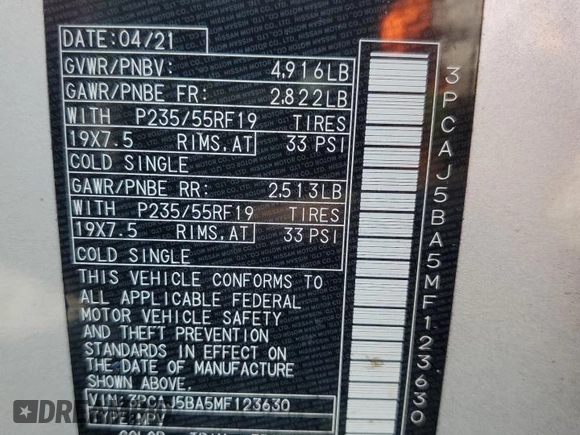 DATE: 04/21
GVWR/PNBV: 4,916LB
GAWR/PNBE FR: 2,822LB
WITH P235/55RF19 TIRES
19X7.5 RIMS, AT 33 PSI
COLD SINGLE
GAWR/PNBE RR: 2,513LB
WITH P235/55RF19 TIRES
19X7.5 RIMS, AT 33 PSI
COLD SINGLE
THIS VEHICLE CONFORMS TO
ALL APPLICABLE FEDERAL
MOTOR VEHICLE SAFETY
AND THEFT PREVENTION
STANDARDS IN EFFECT ON
THE DATE OF MANUFACTURE
SHOWN ABOVE.
VIN: 3PCAJ5BA5MF123630
3PCAJ5BA5MF123630